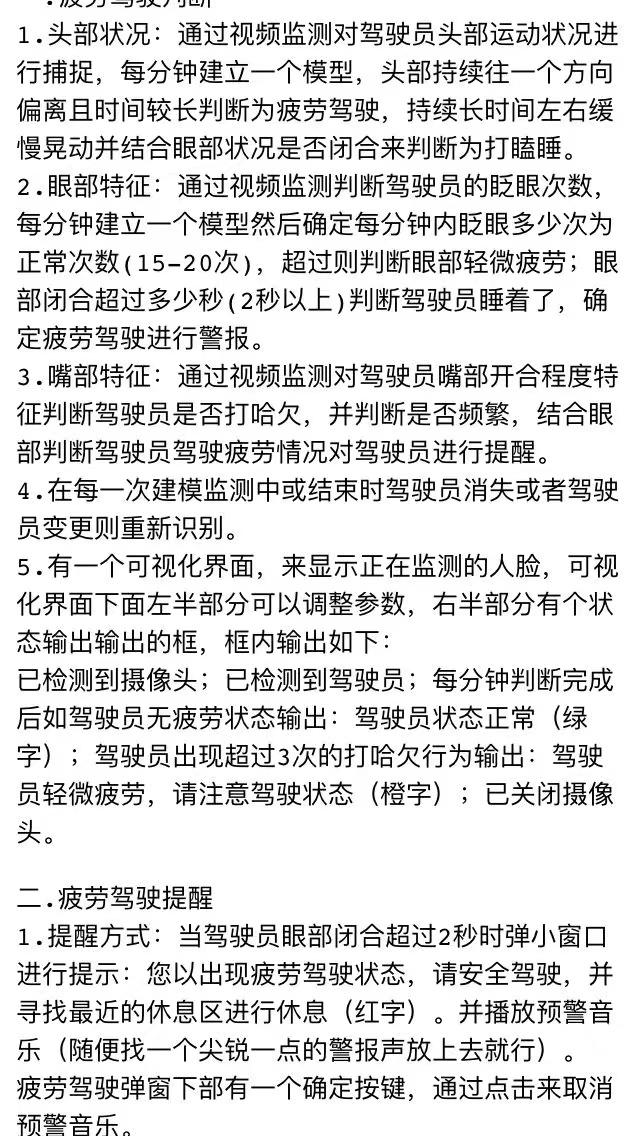 .疲劳驾驶判断
1.头部状况：通过视频监测对驾驶员头部运动状况进
行捕捉，每分钟建立一个模型，头部持续往一个方向
偏离且时间较长判断为疲劳驾驶，持续长时间左右缓
慢晃动并结合眼部状况是否闭合来判断为打瞌睡。
2.眼部特征：通过视频监测判断驾驶员的眨眼次数，
每分钟建立一个模型然后确定每分钟内眨眼多少次为
正常次数(15-20次)，超过则判断眼部轻微疲劳；眼
部闭合超过多少秒(2秒以上)判断驾驶员睡着了，确
定疲劳驾驶进行警报。
3.嘴部特征：通过视频监测对驾驶员嘴部开合程度特
征判断驾驶员是否打哈欠，并判断是否频繁，结合眼
部判断驾驶员驾驶疲劳情况对驾驶员进行提醒。
4.在每一次建模监测中或结束时驾驶员消失或者驾驶
员变更则重新识别。
5.有一个可视化界面，来显示正在监测的人脸，可视
化界面下面左半部分可以调整参数，右半部分有个状
态输出输出的框，框内输出如下：
已检测到摄像头；已检测到驾驶员；每分钟判断完成
后如驾驶员无疲劳状态输出：驾驶员状态正常（绿
字）；驾驶员出现超过3次的打哈欠行为输出：驾驶
员轻微疲劳，请注意驾驶状态（橙字）；已关闭摄像
头。
二.疲劳驾驶提醒
1.提醒方式：当驾驶员眼部闭合超过2秒时弹小窗口
进行提示：您以出现疲劳驾驶状态，请安全驾驶，并
寻找最近的休息区进行休息（红字）。并播放预警音
乐（随便找一个尖锐一点的警报声放上去就行）。
疲劳驾驶弹窗下部有一个确定按键，通过点击来取消
预警音乐。